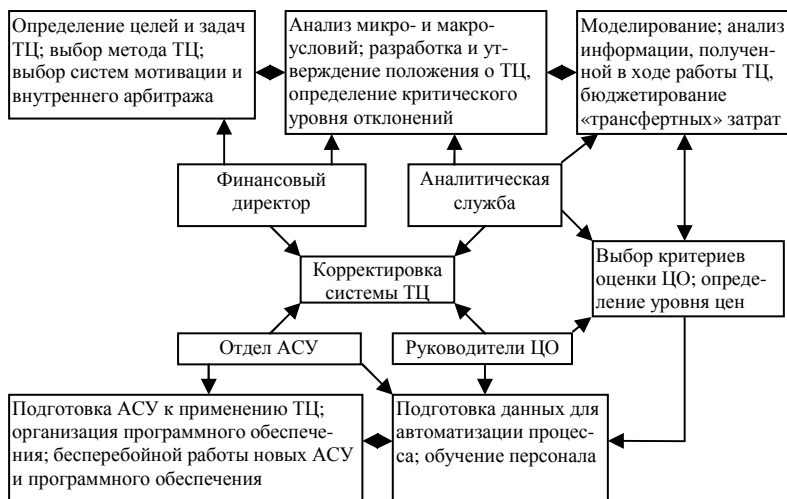 Определение целей и задач
ТЦ; выбор метода ТЦ;
выбор систем мотивации и
внутреннего арбитража
Анализ микро- и макро-
условий; разработка и ут-
верждение положения о ТЦ,
определение критического
уровня отклонений
Моделирование; анализ
информации, получен-
ной в ходе работы ТЦ,
бюджетирование
«трансфертных» затрат
Финансовый
директор
Аналитическая
служба
Корректировка
системы ТЦ
Выбор критериев
оценки ЦО; опреде-
ление уровня цен
Отдел АСУ
Руководители ЦО
Подготовка АСУ к применению ТЦ;
организация программного обеспече-
ния; бесперебойной работы новых АСУ
и программного обеспечения
Подготовка данных для
автоматизации процес-
са; обучение персонала